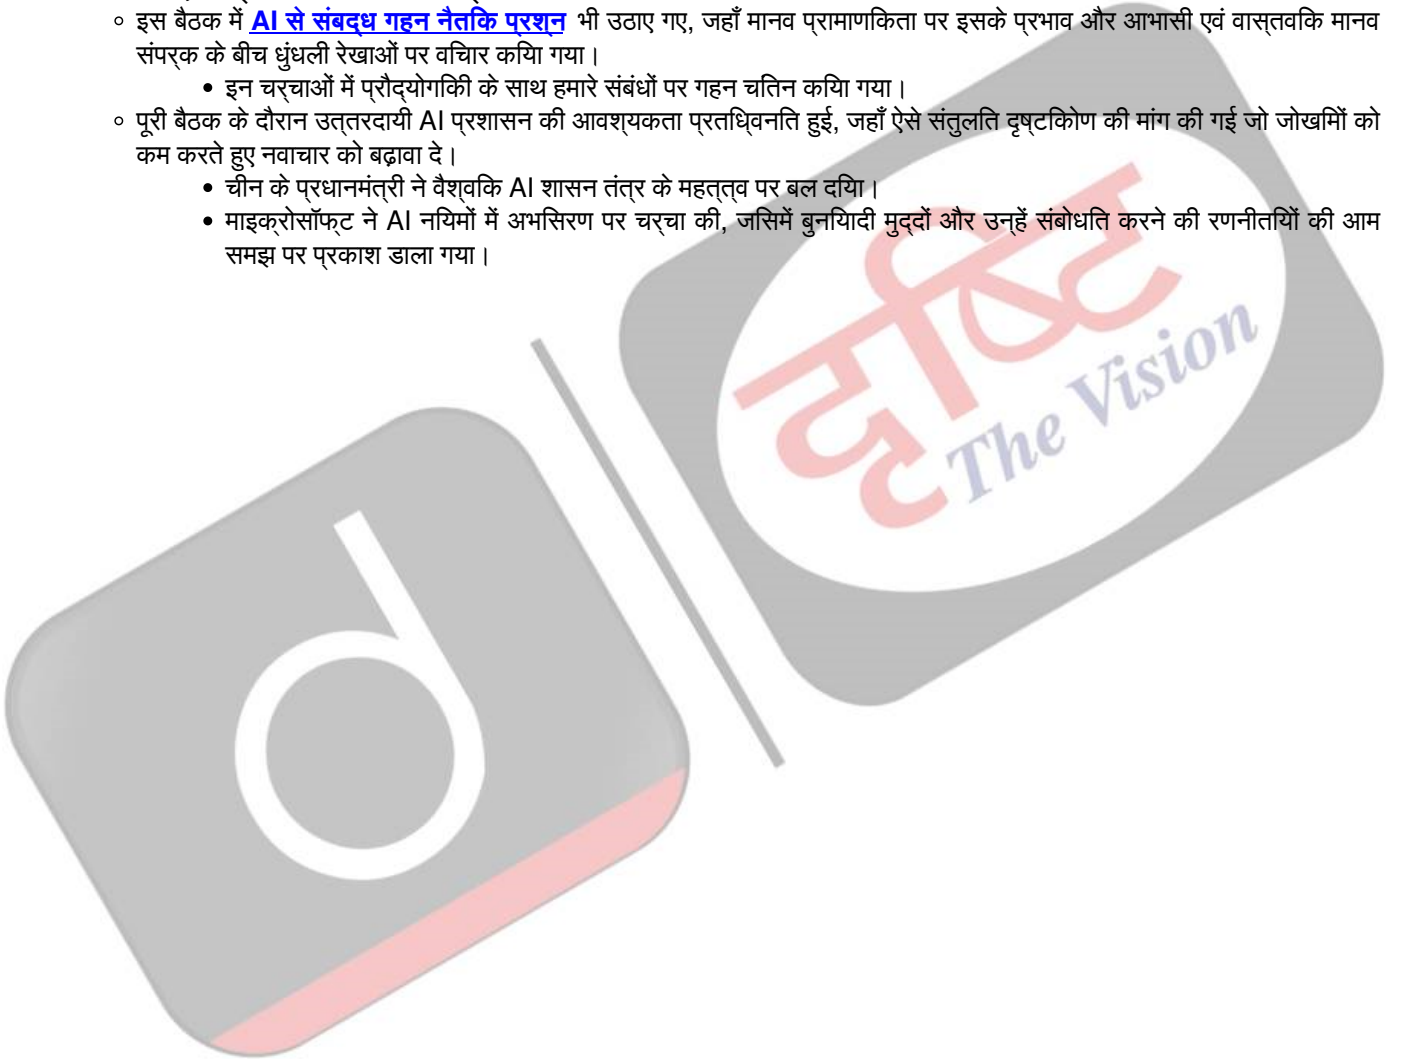 इस बैठक में AI से संबद्ध गहन नैतिक प्रश्न भी उठाए गए, जहाँ मानव प्रामाणिकता पर इसके प्रभाव और आभासी एवं वास्तविक मानव
संपर्क के बीच धुंधली रेखाओं पर विचार किया गया।
इन चर्चाओं में प्रौद्योगिकी के साथ हमारे संबंधों पर गहन चिंतन किया गया।
पूरी बैठक के दौरान उत्तरदायी AI प्रशासन की आवश्यकता प्रतिध्वनित हुई, जहाँ ऐसे संतुलित दृष्टिकोण की मांग की गई जो जोखिमों को
कम करते हुए नवाचार को बढ़ावा दे।
चीन के प्रधानमंत्री ने वैश्विक AI शासन तंत्र के महत्त्व पर बल दिया।
माइक्रोसॉफ्ट ने AI नियमों में अभिसरण पर चर्चा की, जिसमें बुनियादी मुद्दों और उन्हें संबोधित करने की रणनीतियों की आम
समझ पर प्रकाश डाला गया।
दृष्टि
The Vision
d